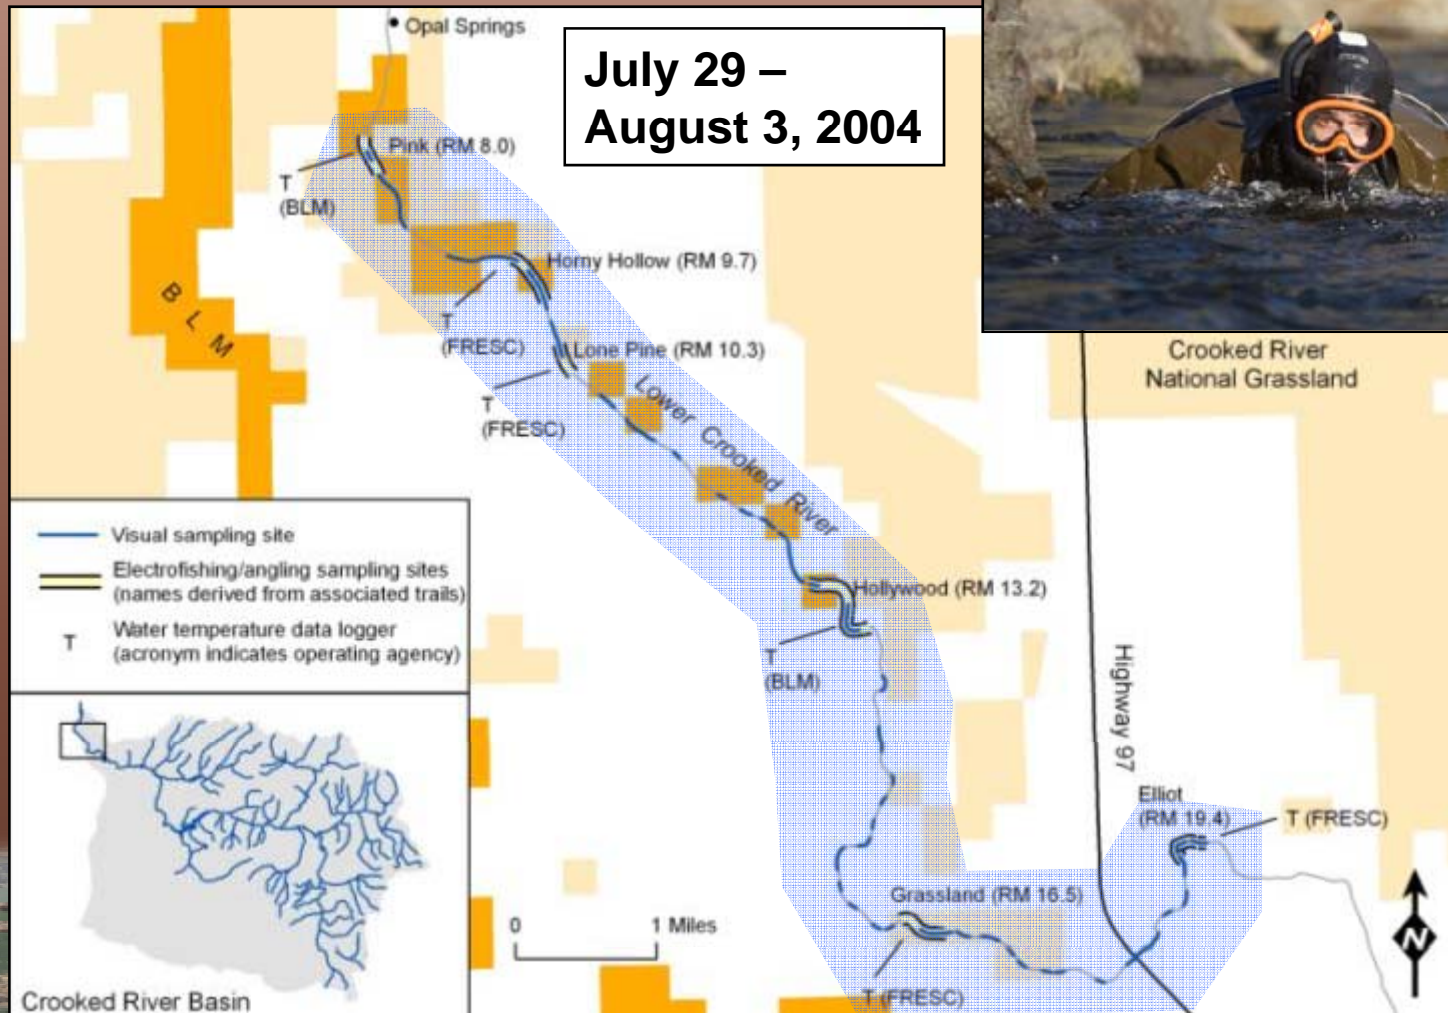 Opal Springs
July 29 –
August 3, 2004
Pink (RM 8.0)
T
(BLM)
Horny Hollow (RM 9.7)
T
(FRESC)
B L M
Lone Pine (RM 10.3)
T
(FRESC)
Lower Crooked River
Crooked River
National Grassland
Visual sampling site
Electrofishing/angling sampling sites
(names derived from associated trails)
T
Water temperature data logger
(acronym indicates operating agency)
Hollywood (RM 13.2)
T
(BLM)
Highway 97
Elliot
(RM 19.4)
T (FRESC)
Grassland (RM 16.5)
0 1 Miles
T (FRESC)
N
Crooked River Basin